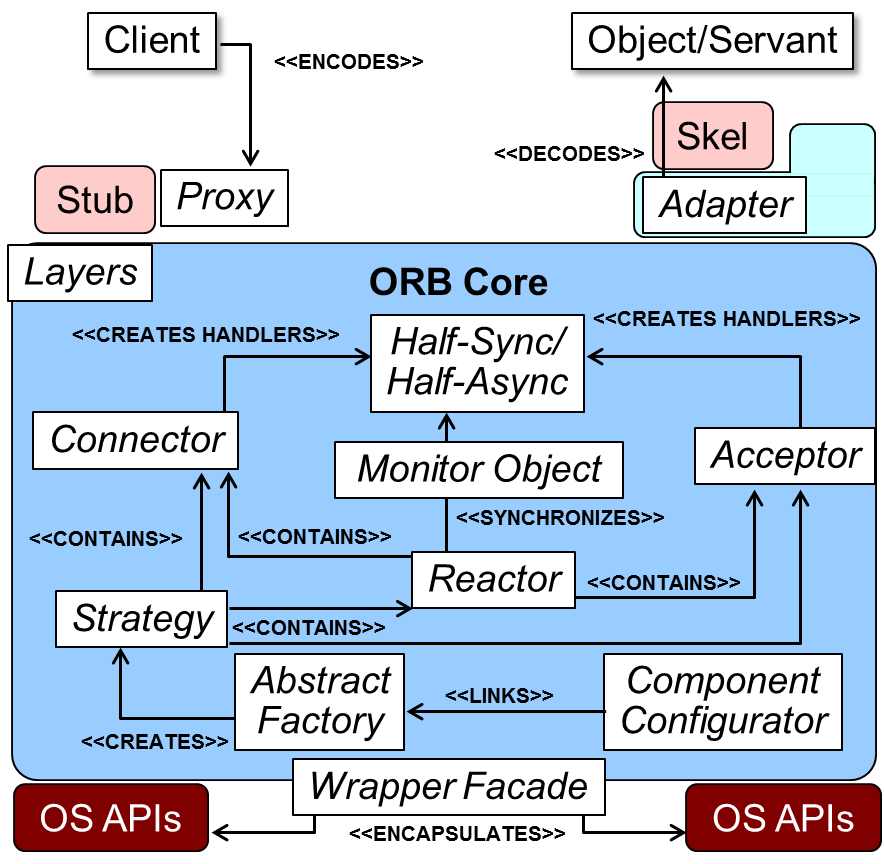 Client
Object/Servant
<<ENCODES>>
Skel
<<DECODES>>
Stub
Proxy
Adapter
Layers
ORB Core
<<CREATES HANDLERS>>
<<CREATES HANDLERS>>
Half-Sync/
Half-Async
Connector
Monitor Object
Acceptor
<<CONTAINS>>
<<CONTAINS>>
<<SYNCHRONIZES>>
Reactor
<<CONTAINS>>
Strategy
<<CONTAINS>>
Abstract
Factory
<<LINKS>>
Component
Configurator
<<CREATES>>
Wrapper Facade
OS APIs
OS APIs
<<ENCAPSULATES>>